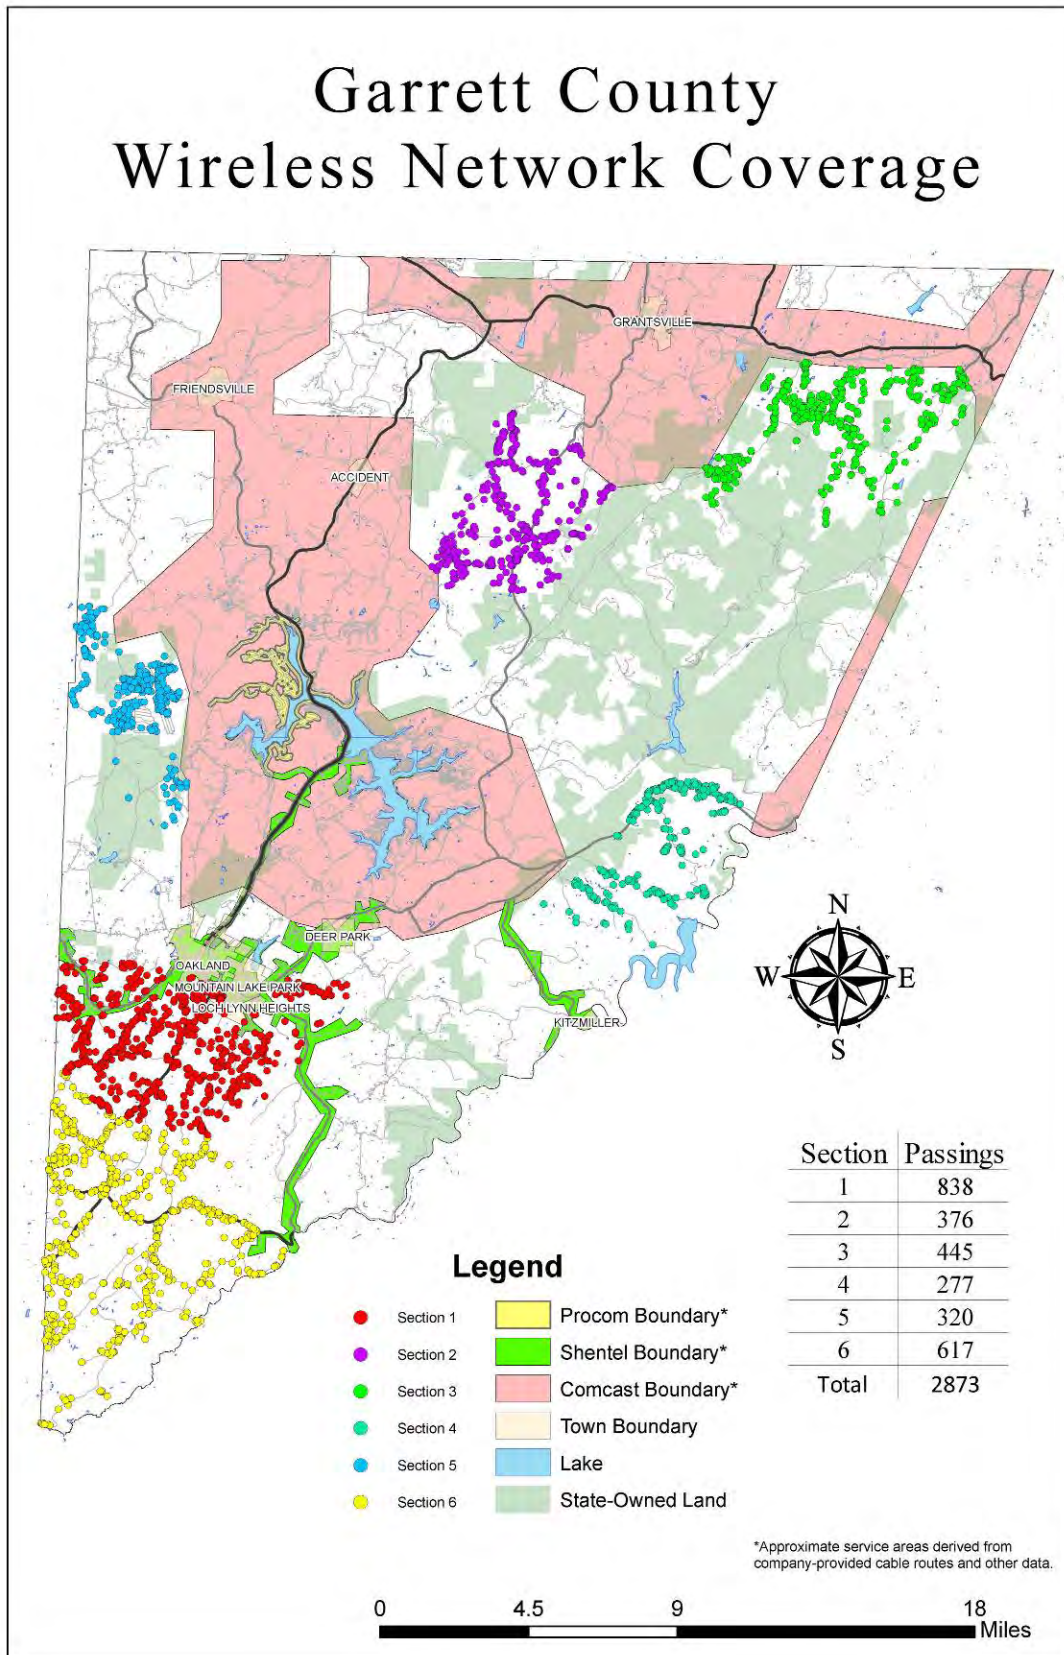 Garrett County
Wireless Network Coverage
GRANTSVILLE
FRIENDSVILLE
ACCIDENT
DEER PARK
OAKLAND
MOUNTAIN LAKE PARK
LOCH LYNN HEIGHTS
KITZMILLER
N
W E
S
Section Passings
1 838
2 376
3 445
4 277
5 320
6 617
Total 2873
Legend
Section 1 Procom Boundary*
Section 2 Shentel Boundary*
Section 3 Comcast Boundary*
Section 4 Town Boundary
Section 5 Lake
Section 6 State-Owned Land
*Approximate service areas derived from
company-provided cable routes and other data.
0 4.5 9 18
Miles